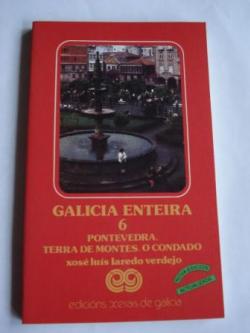 GALICIA ENTEIRA
6
PONTEVEDRA.
TERRA DE MONTES. O CONDADO
xosé luís laredo verdejo
edicións xerais de galicia